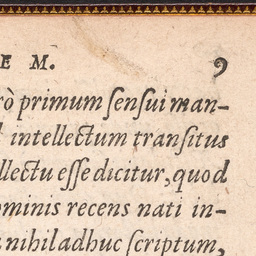 E M. 9
rò primum ſenſui man-
intellectum tranſitus
llectu eſſe dicitur, quod
ominis recens nati in-
nihil adhuc ſcriptum,